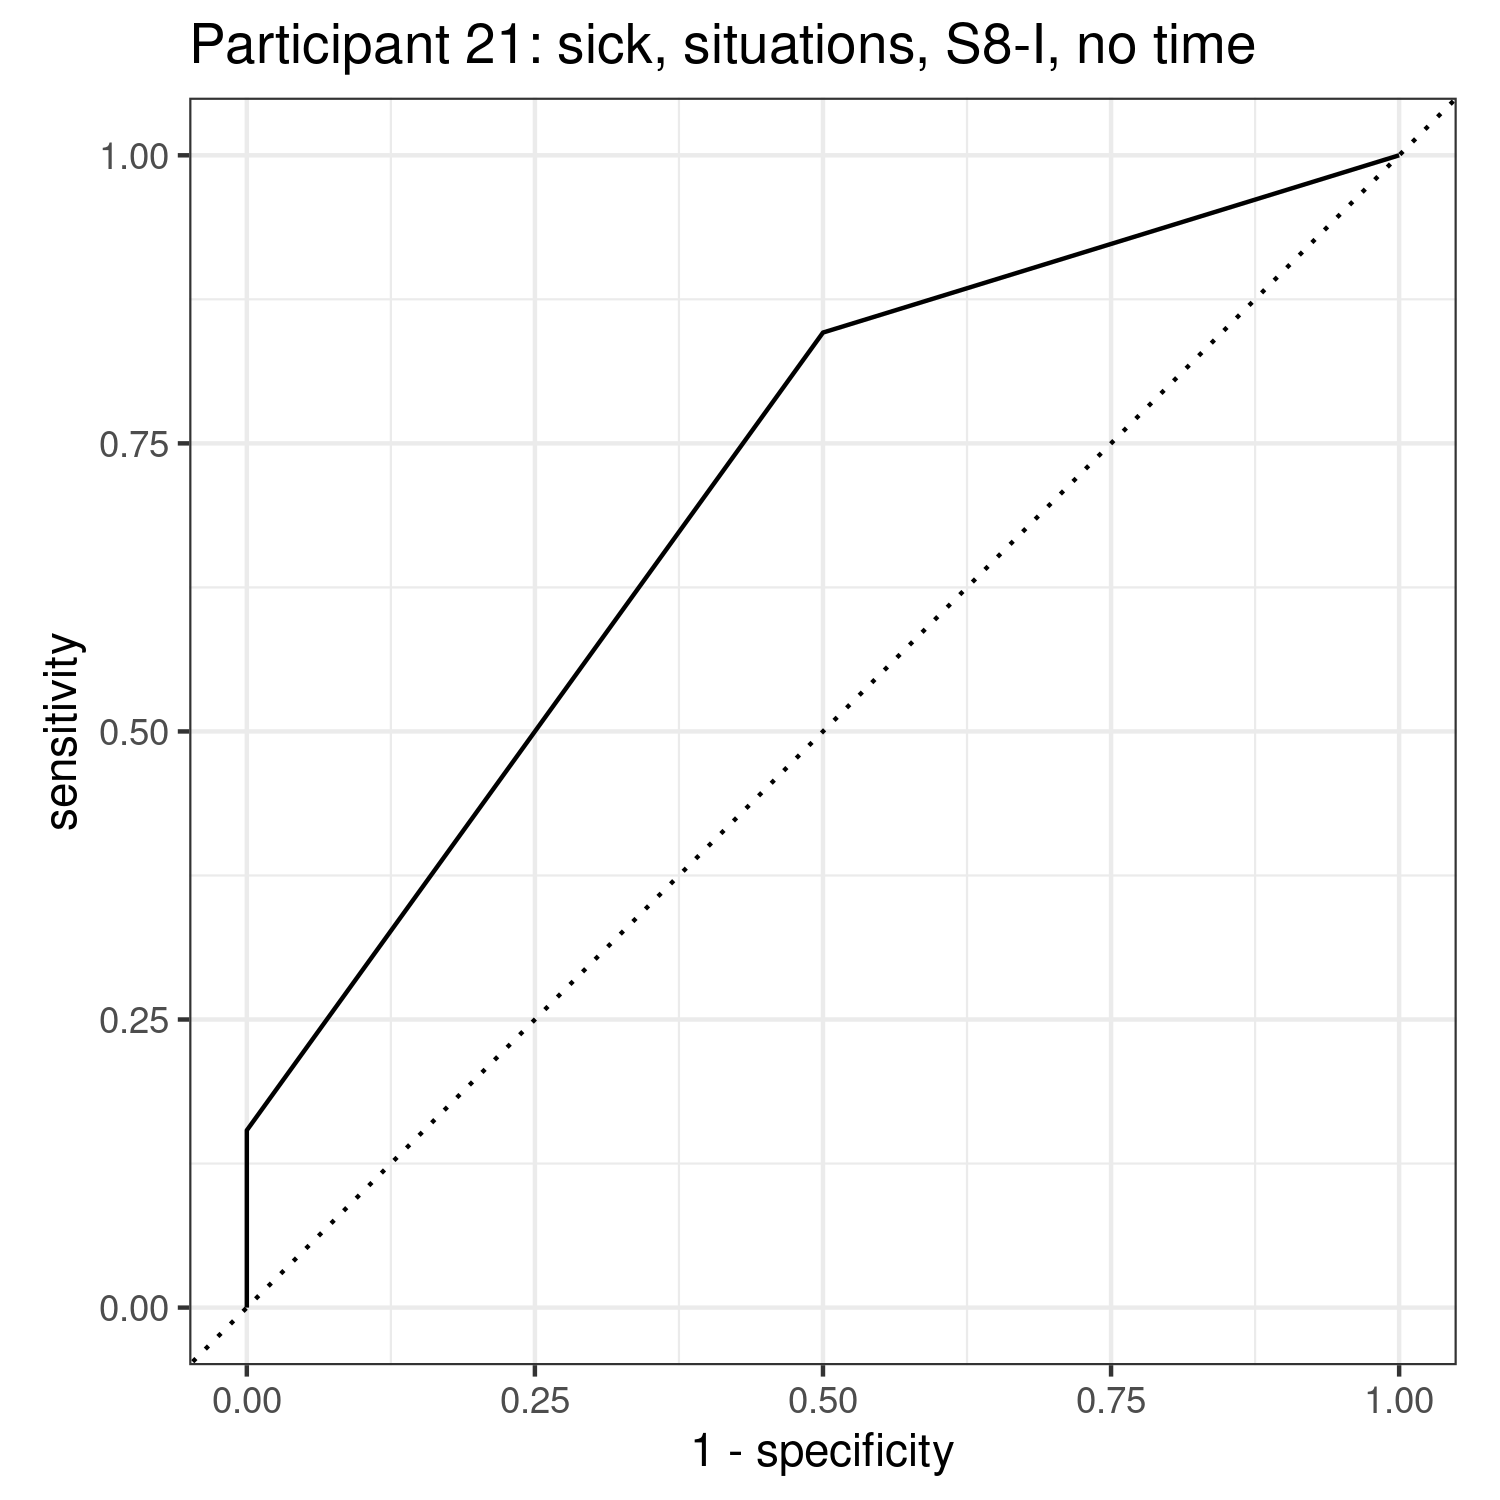 Participant 21: sick, situations, S8-I, no time
1.00
0.75
0.50
0.25
0.00
sensitivity
0.00 0.25 0.50 0.75 1.00
1 - specificity